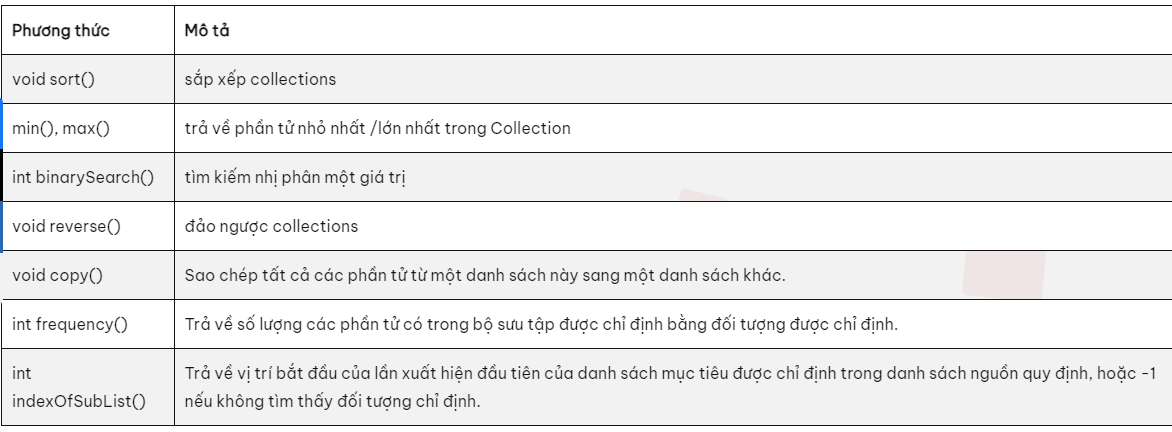 Phương thức Mô tả
void sort() sắp xếp collections
min(), max() trả về phần tử nhỏ nhất /lớn nhất trong Collection
int binarySearch() tìm kiếm nhị phân một giá trị
void reverse() đảo ngược collections
void copy() Sao chép tất cả các phần tử từ một danh sách này sang một danh sách khác.
int frequency() Trả về số lượng các phần tử có trong bộ sưu tập được chỉ định bằng đối tượng được chỉ định.
int
indexOfSubList()
Trả về vị trí bắt đầu của lần xuất hiện đầu tiên của danh sách mục tiêu được chỉ định trong danh sách nguồn quy định, hoặc -1
nếu không tìm thấy đối tượng chỉ định.